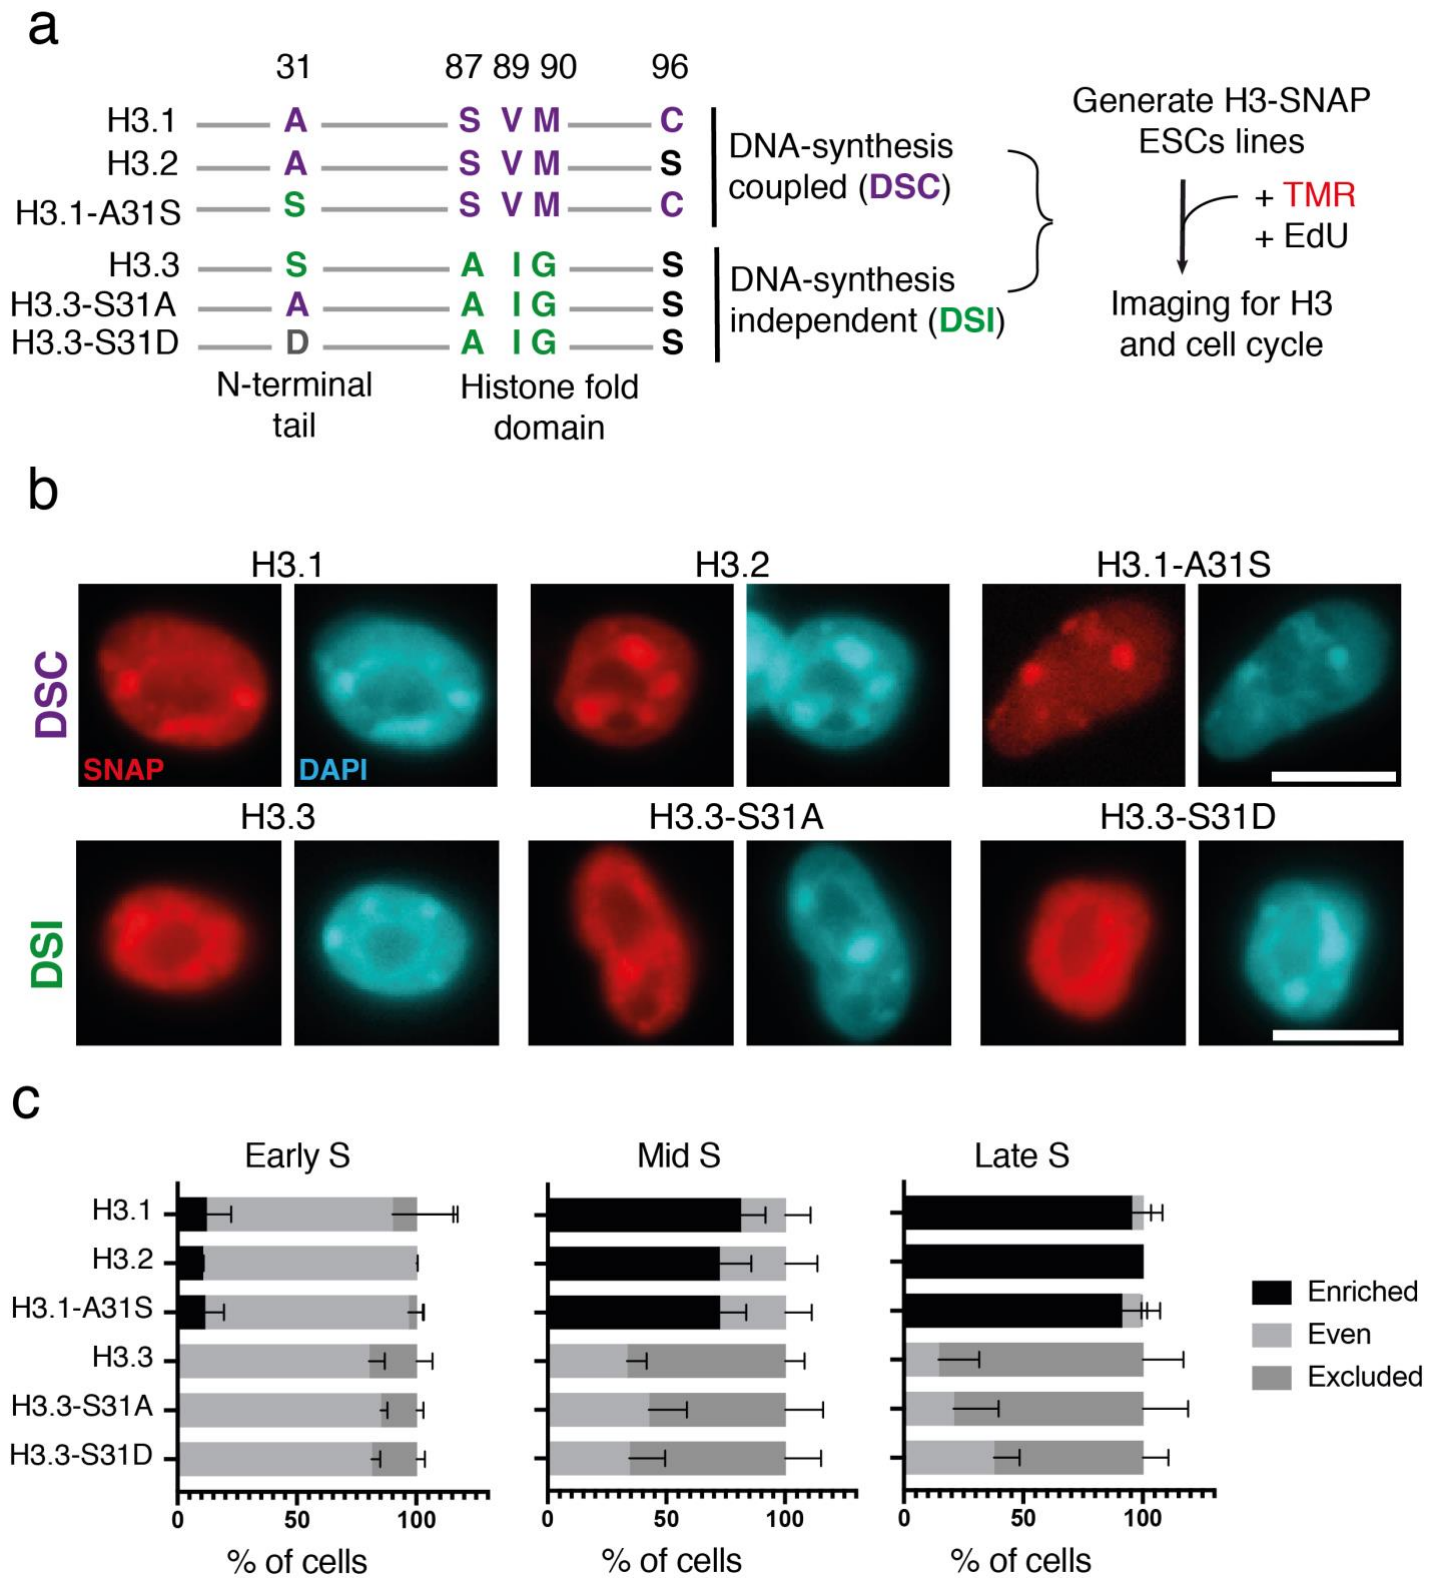 a
31 87 89 90 96
H3.1 A S V M C
H3.2 A S V M S
H3.1-A31S S S V M C
H3.3 S A I G S
H3.3-S31A A A I G S
H3.3-S31D D A I G S
N-terminal
tail
Histone fold
domain
DNA-synthesis
coupled (DSC)
DNA-synthesis
independent (DSI)
Generate H3-SNAP
ESCs lines
+ TMR
+ EdU
Imaging for H3
and cell cycle
b
H3.1 H3.2 H3.1-A31S
DSC
SNAP DAPI
H3.3 H3.3-S31A H3.3-S31D
DSI
c
Early S Mid S Late S
H3.1
H3.2
H3.1-A31S
H3.3
H3.3-S31A
H3.3-S31D
0 50 100 0 50 100 0 50 100
% of cells % of cells % of cells
Enriched
Even
Excluded